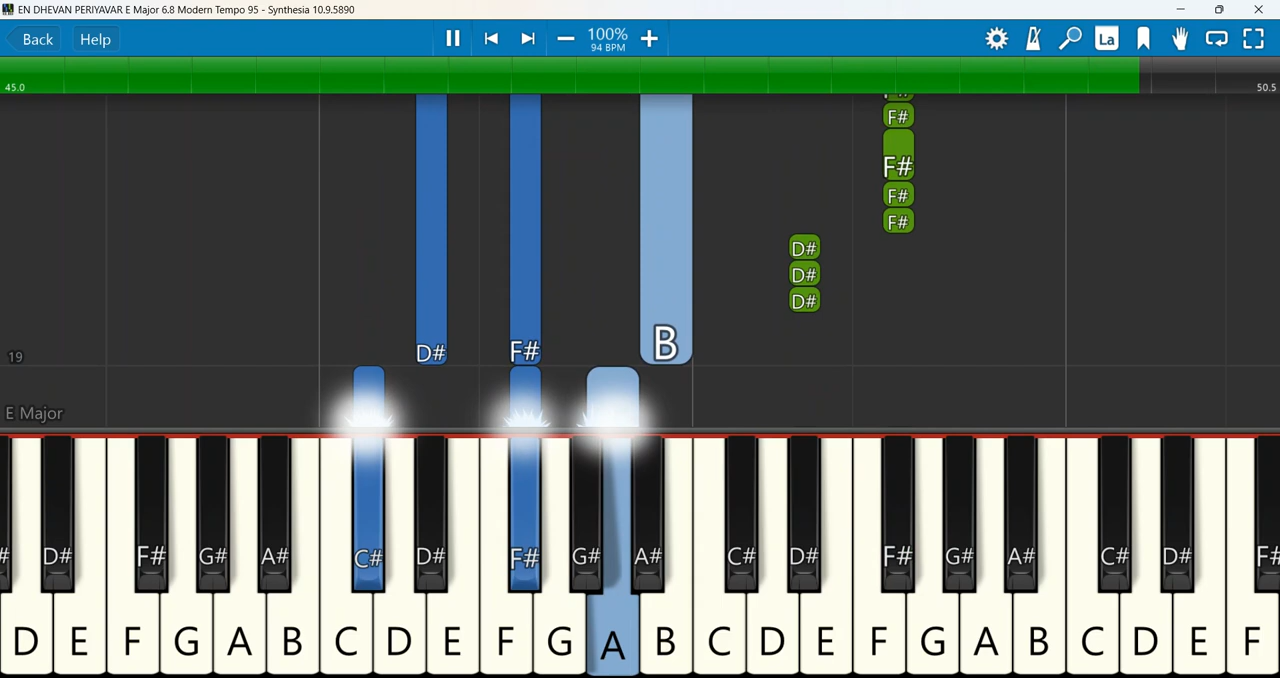 EN DHEVAN PERIYAVAR E Major 6.8 Modern Tempo 95 - Synthesia 10.9.5890
Back Help 100% La
94 BPM
45.0 50.5
F#
F#
F#
F#
D#
D#
D#
D# F# B
19
E Major
D# F# G# A# C# D# F# G# A# C# D# F# G# A# C# D# F#
D E F G A B C D E F G A B C D E F G A B C D E F